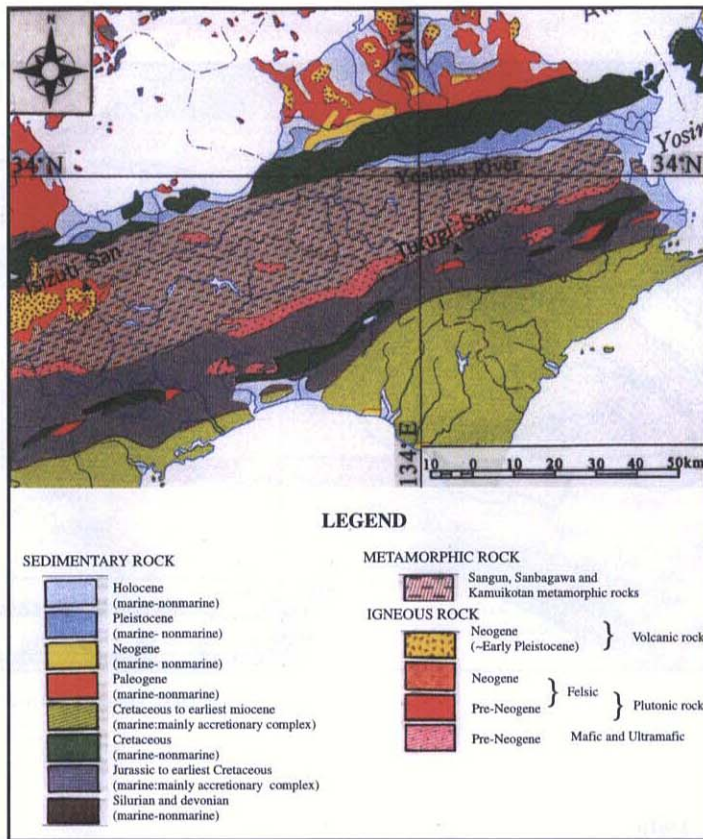 134° E
Yosin
34° N
34° N
Yoshino River
Turugi San
Isizuti San
134° E
10 0 10 20 30 40 50km
LEGEND
SEDIMENTARY ROCK
Holocene
(marine-nonmarine)
Pleistocene
(marine- nonmarine)
Neogene
(marine- nonmarine)
Paleogene
(marine-nonmarine)
Cretaceous to earliest miocene
(marine:mainly accretionary complex)
Cretaceous
(marine-nonmarine)
Jurassic to earliest Cretaceous
(marine:mainly accretionary complex)
Silurian and devonian
(marine-nonmarine)
METAMORPHIC ROCK
Sangun, Sanbagawa and
Kamuikotan metamorphic rocks
IGNEOUS ROCK
Neogene
(~Early Pleistocene)
Volcanic rock
Neogene
Felsic
Pre-Neogene
Plutonic rock
Pre-Neogene Mafic and Ultramafic